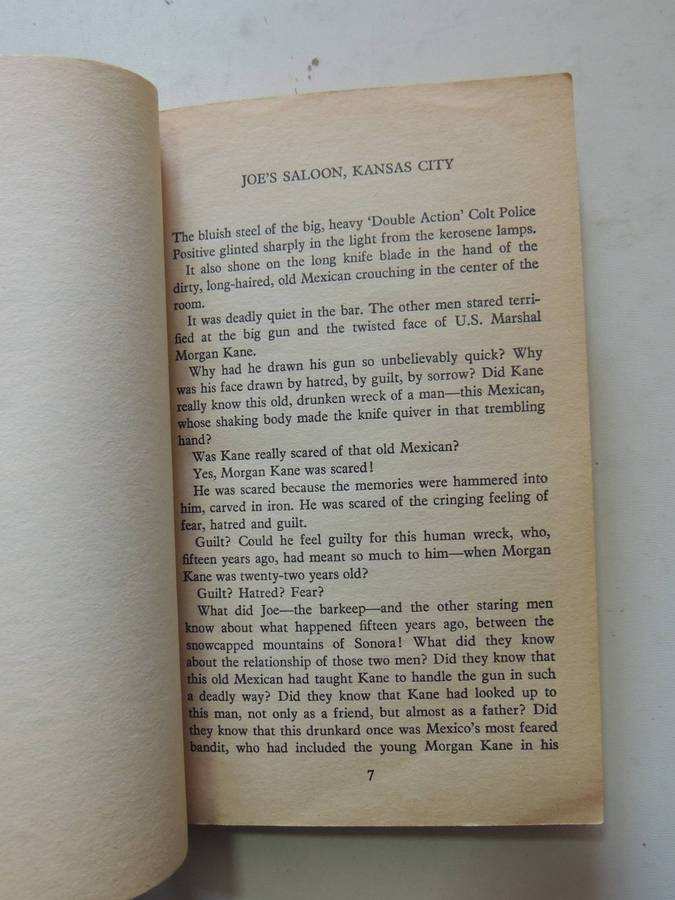 JOE'S SALOON, KANSAS CITY
The bluish steel of the big, heavy ‘Double Action’ Colt Police
Positive glinted sharply in the light from the kerosene lamps.
It also shone on the long knife blade in the hand of the
dirty, long-haired, old Mexican crouching in the center of the
room.
It was deadly quiet in the bar. The other men stared terri-
fied at the big gun and the twisted face of U.S. Marshal
Morgan Kane.
Why had he drawn his gun so unbelievably quick? Why
was his face drawn by hatred, by guilt, by sorrow? Did Kane
really know this old, drunken wreck of a man—this Mexican,
whose shaking body made the knife quiver in that trembling
hand?
Was Kane really scared of that old Mexican?
Yes, Morgan Kane was scared!
He was scared because the memories were hammered into
him, carved in iron. He was scared of the cringing feeling of
fear, hatred and guilt.
Guilt? Could he feel guilty for this human wreck, who,
fifteen years ago, had meant so much to him—when Morgan
Kane was twenty-two years old?
Guilt? Hatred? Fear?
What did Joe—the barkeep—and the other staring men
know about what happened fifteen years ago, between the
snowcapped mountains of Sonora! What did they know
about the relationship of those two men? Did they know that
this old Mexican had taught Kane to handle the gun in such
a deadly way? Did they know that Kane had looked up to
this man, not only as a friend, but almost as a father? Did
they know that this drunkard once was Mexico's most feared
bandit, who had included the young Morgan Kane in his
7